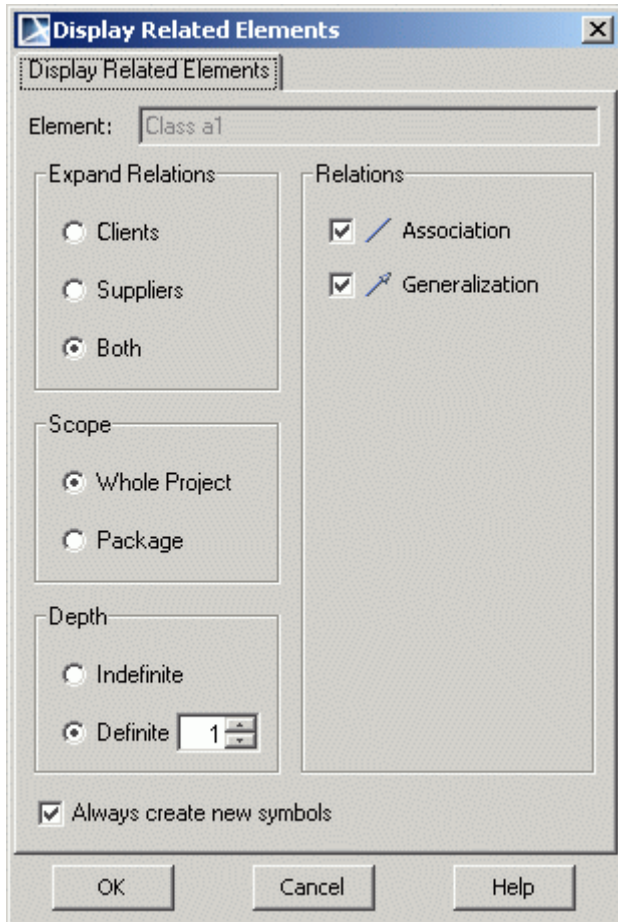 Display Related Elements
Display Related Elements
Element: Class a1
Expand Relations
Clients
Suppliers
Both
Scope
Whole Project
Package
Depth
Indefinite
Definite 1
Relations
Association
Generalization
Always create new symbols
OK Cancel Help